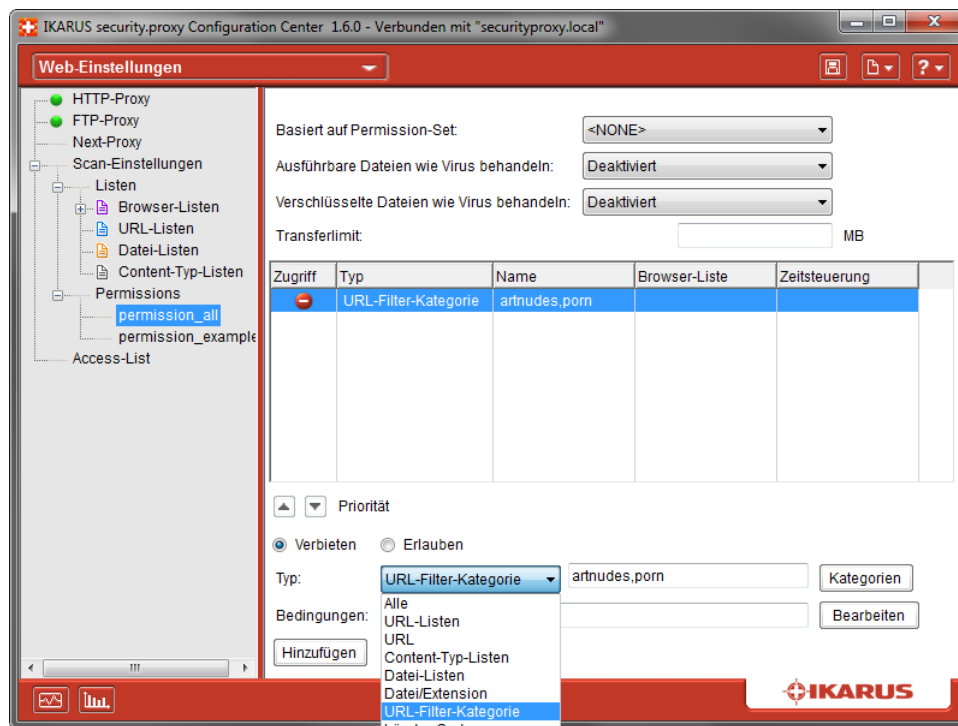 IKARUS security.proxy Configuration Center 1.6.0 - Verbunden mit "securityproxy.local"
Web-Einstellungen
HTTP-Proxy
FTP-Proxy
Next-Proxy
Scan-Einstellungen
Listen
Browser-Listen
URL-Listen
Datei-Listen
Content-Typ-Listen
Permissions
permission_all
permission_example
Access-List
Basiert auf Permission-Set: <NONE>
Ausführbare Dateien wie Virus behandeln: Deaktiviert
Verschlüsselte Dateien wie Virus behandeln: Deaktiviert
Transferlimit: MB
Zugriff Typ Name Browser-Liste Zeitsteuerung
URL-Filter-Kategorie artnudes,porn
Priorität
Verbieten Erlauben
Typ: URL-Filter-Kategorie artnudes,porn Kategorien
Bedingungen: Bearbeiten
Hinzufügen
Alle
URL-Listen
URL
Content-Typ-Listen
Datei-Listen
Datei/Extension
URL-Filter-Kategorie
IKARUS